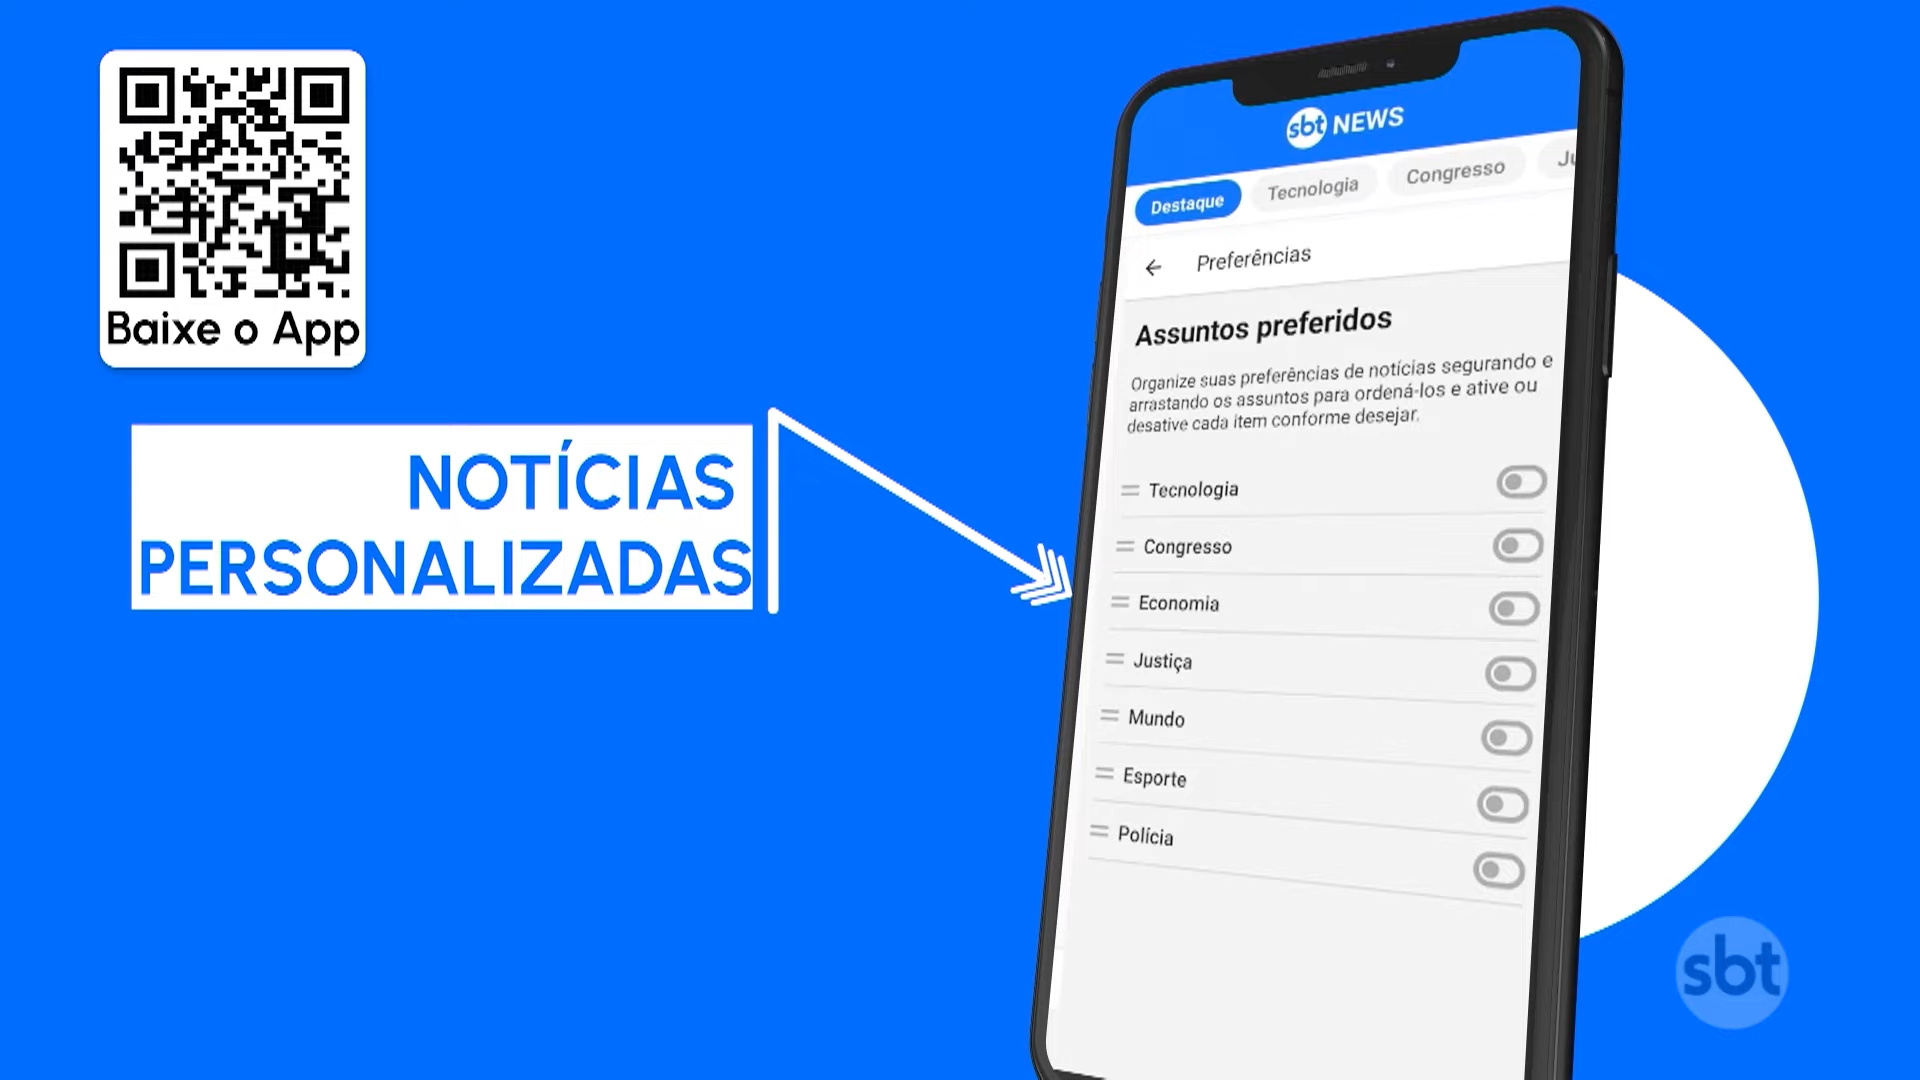 Baixe o App
NOTÍCIAS
PERSONALIZADAS
sbt NEWS
Destaque
Tecnologia
Congresso
Preferências
Assuntos preferidos
Organize suas preferências de notícias segurando e
arrastando os assuntos para ordená-los e ative ou
desative cada item conforme desejar.
Tecnologia
Congresso
Economia
Justiça
Mundo
Esporte
Polícia
sbt